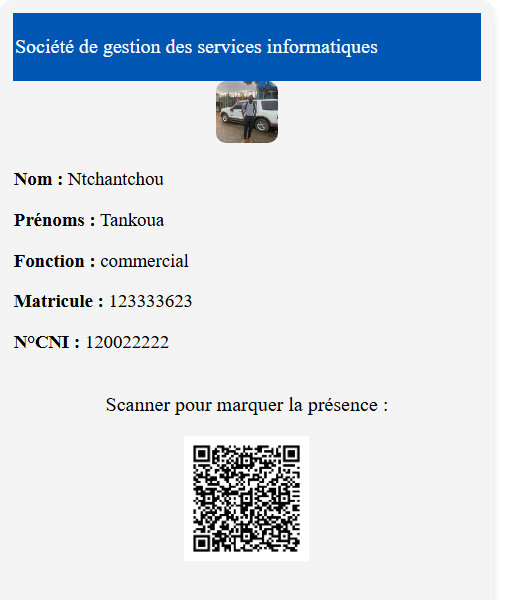 Société de gestion des services informatiques
Nom : Ntchantchou
Prénoms : Tankoua
Fonction : commercial
Matricule : 123333623
N°CNI : 120022222
Scanner pour marquer la présence :